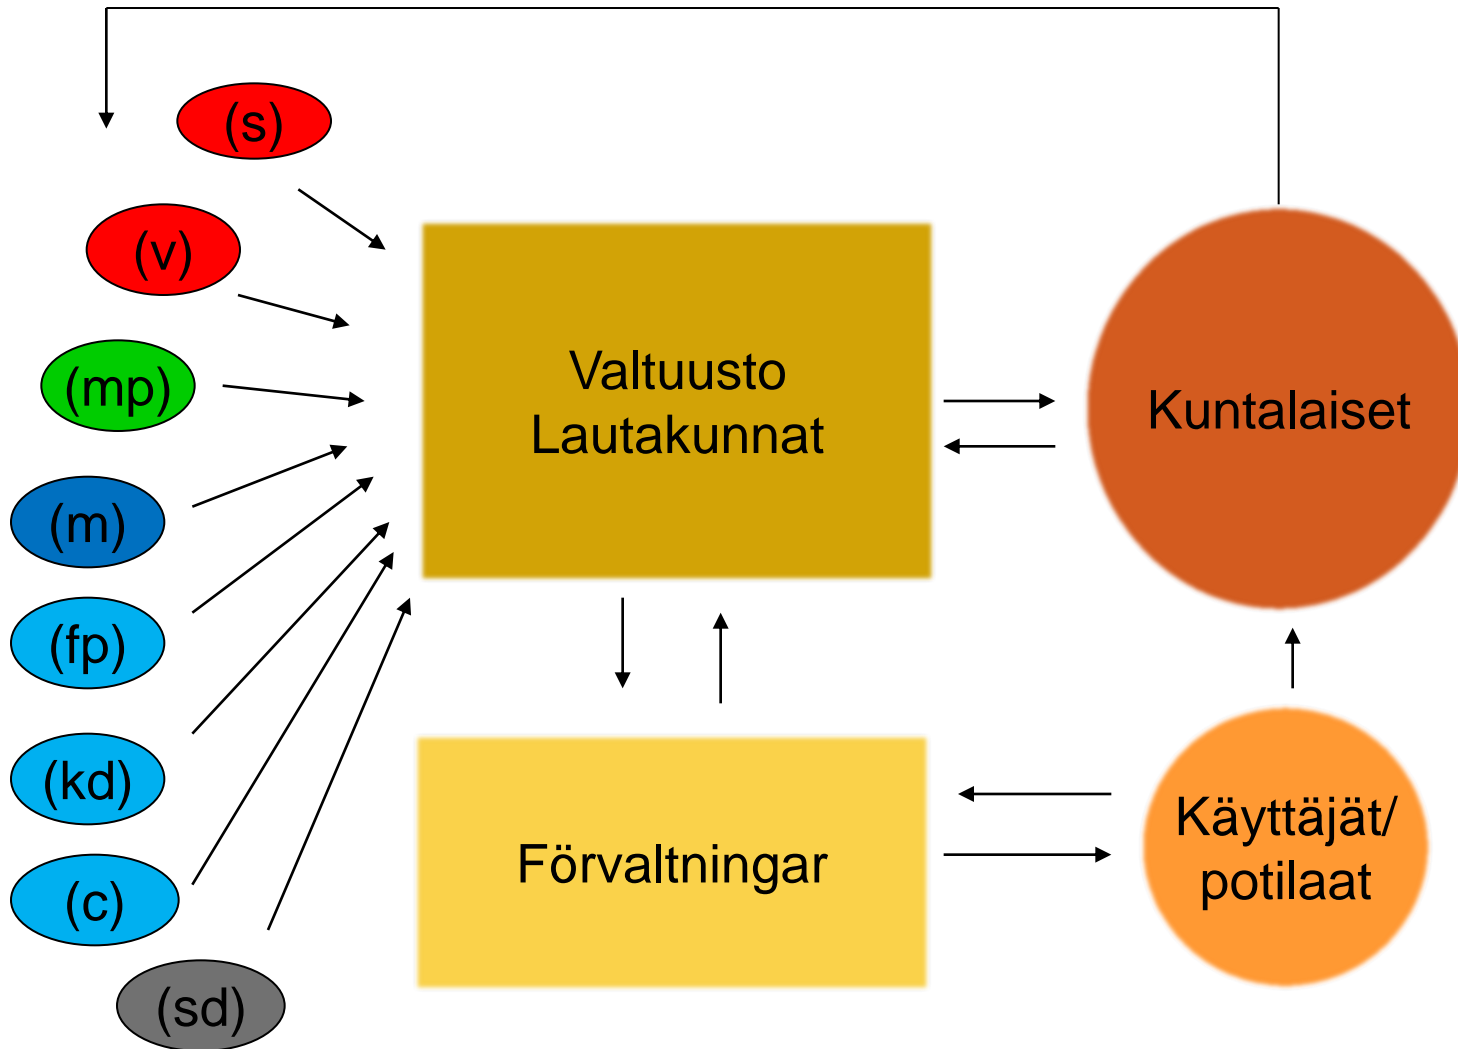 (s)
(v)
(mp)
(m)
(fp)
(kd)
(c)
(sd)
Valtuusto
Lautakunnat
Kuntalaiset
Förvaltningar
Käyttäjät/
potilaat